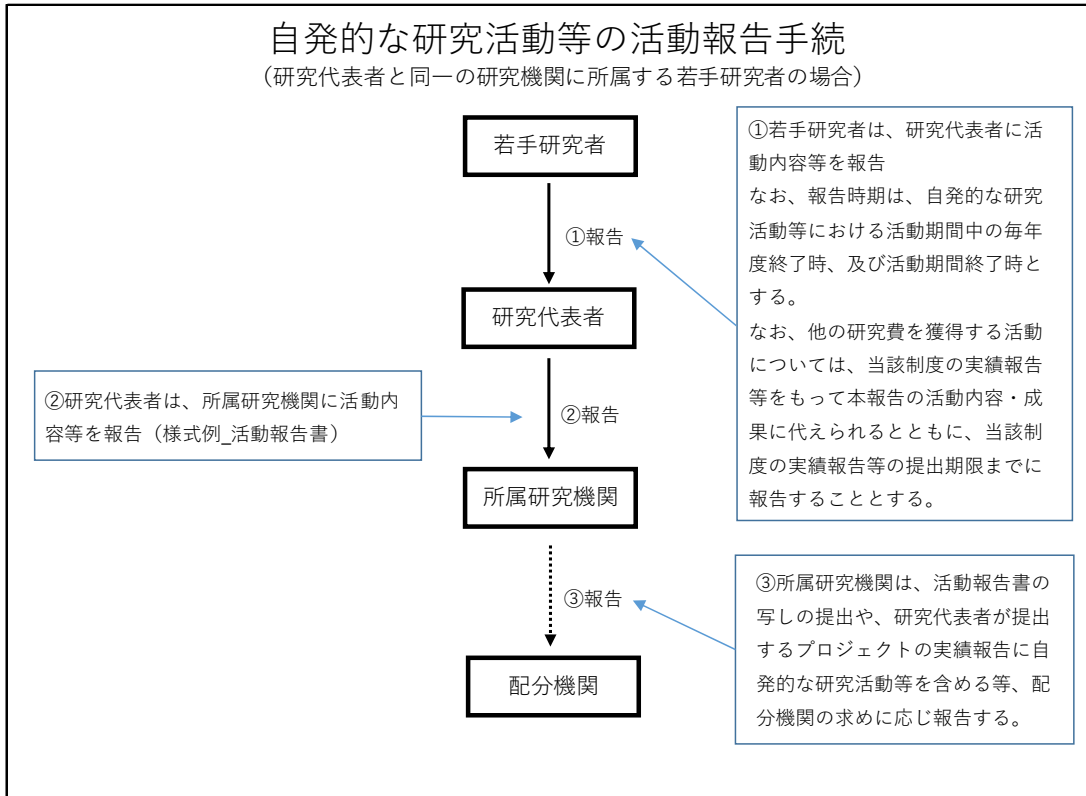 自発的な研究活動等の活動報告手続
(研究代表者と同一の研究機関に所属する若手研究者の場合)
若手研究者
①若手研究者は、研究代表者に活
動内容等を報告
なお、報告時期は、自発的な研究
活動等における活動期間中の毎年
度終了時、及び活動期間終了時と
する。
なお、他の研究費を獲得する活動
については、当該制度の実績報告
等をもって本報告の活動内容・成
果に代えられるとともに、当該制
度の実績報告等の提出期限までに
報告することとする。
①報告
研究代表者
②研究代表者は、所属研究機関に活動内
容等を報告(様式例_活動報告書)
②報告
所属研究機関
③報告
③所属研究機関は、活動報告書の
写しの提出や、研究代表者が提出
するプロジェクトの実績報告に自
発的な研究活動等を含める等、配
分機関の求めに応じ報告する。
配分機関